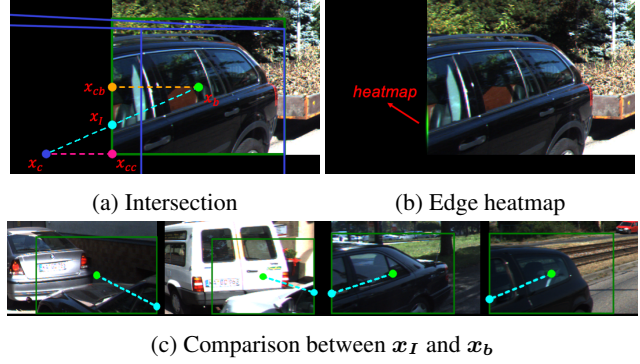 x_cb
x_b
x_I
x_c
x_cc
heatmap
(a) Intersection
(b) Edge heatmap
(c) Comparison between x_I and x_b